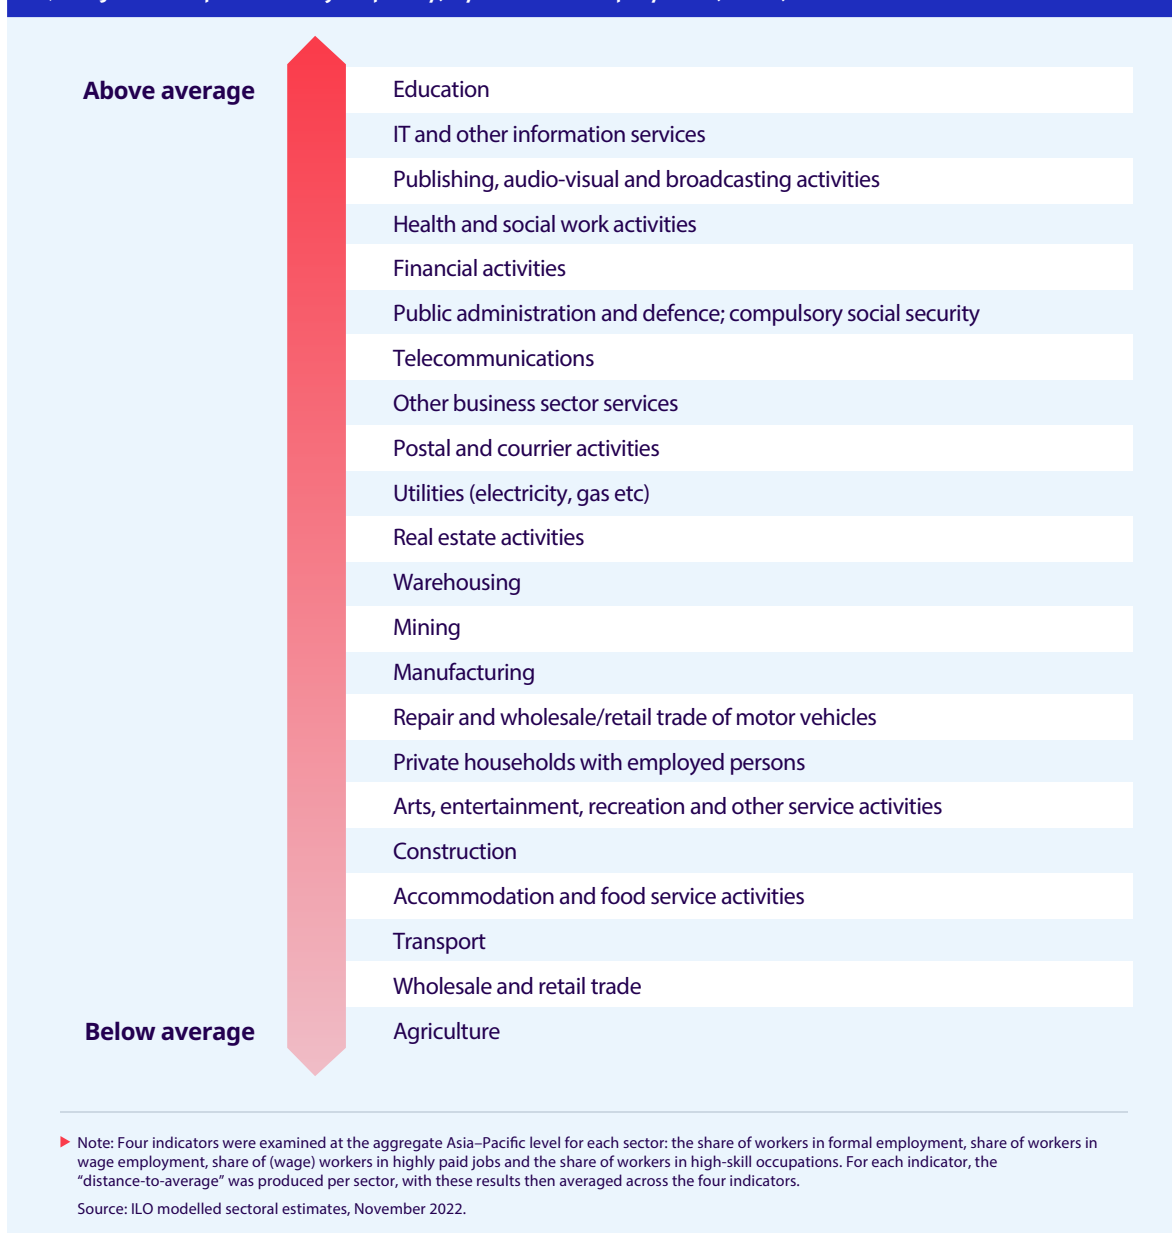 Above average
Education
IT and other information services
Publishing, audio-visual and broadcasting activities
Health and social work activities
Financial activities
Public administration and defence; compulsory social security
Telecommunications
Other business sector services
Postal and courrier activities
Utilities (electricity, gas etc)
Real estate activities
Warehousing
Mining
Manufacturing
Repair and wholesale/retail trade of motor vehicles
Private households with employed persons
Arts, entertainment, recreation and other service activities
Construction
Accommodation and food service activities
Transport
Wholesale and retail trade
Below average
Agriculture
Note: Four indicators were examined at the aggregate Asia–Pacific level for each sector: the share of workers in formal employment, share of workers in
wage employment, share of (wage) workers in highly paid jobs and the share of workers in high-skill occupations. For each indicator, the
“distance-to-average” was produced per sector, with these results then averaged across the four indicators.
Source: ILO modelled sectoral estimates, November 2022.